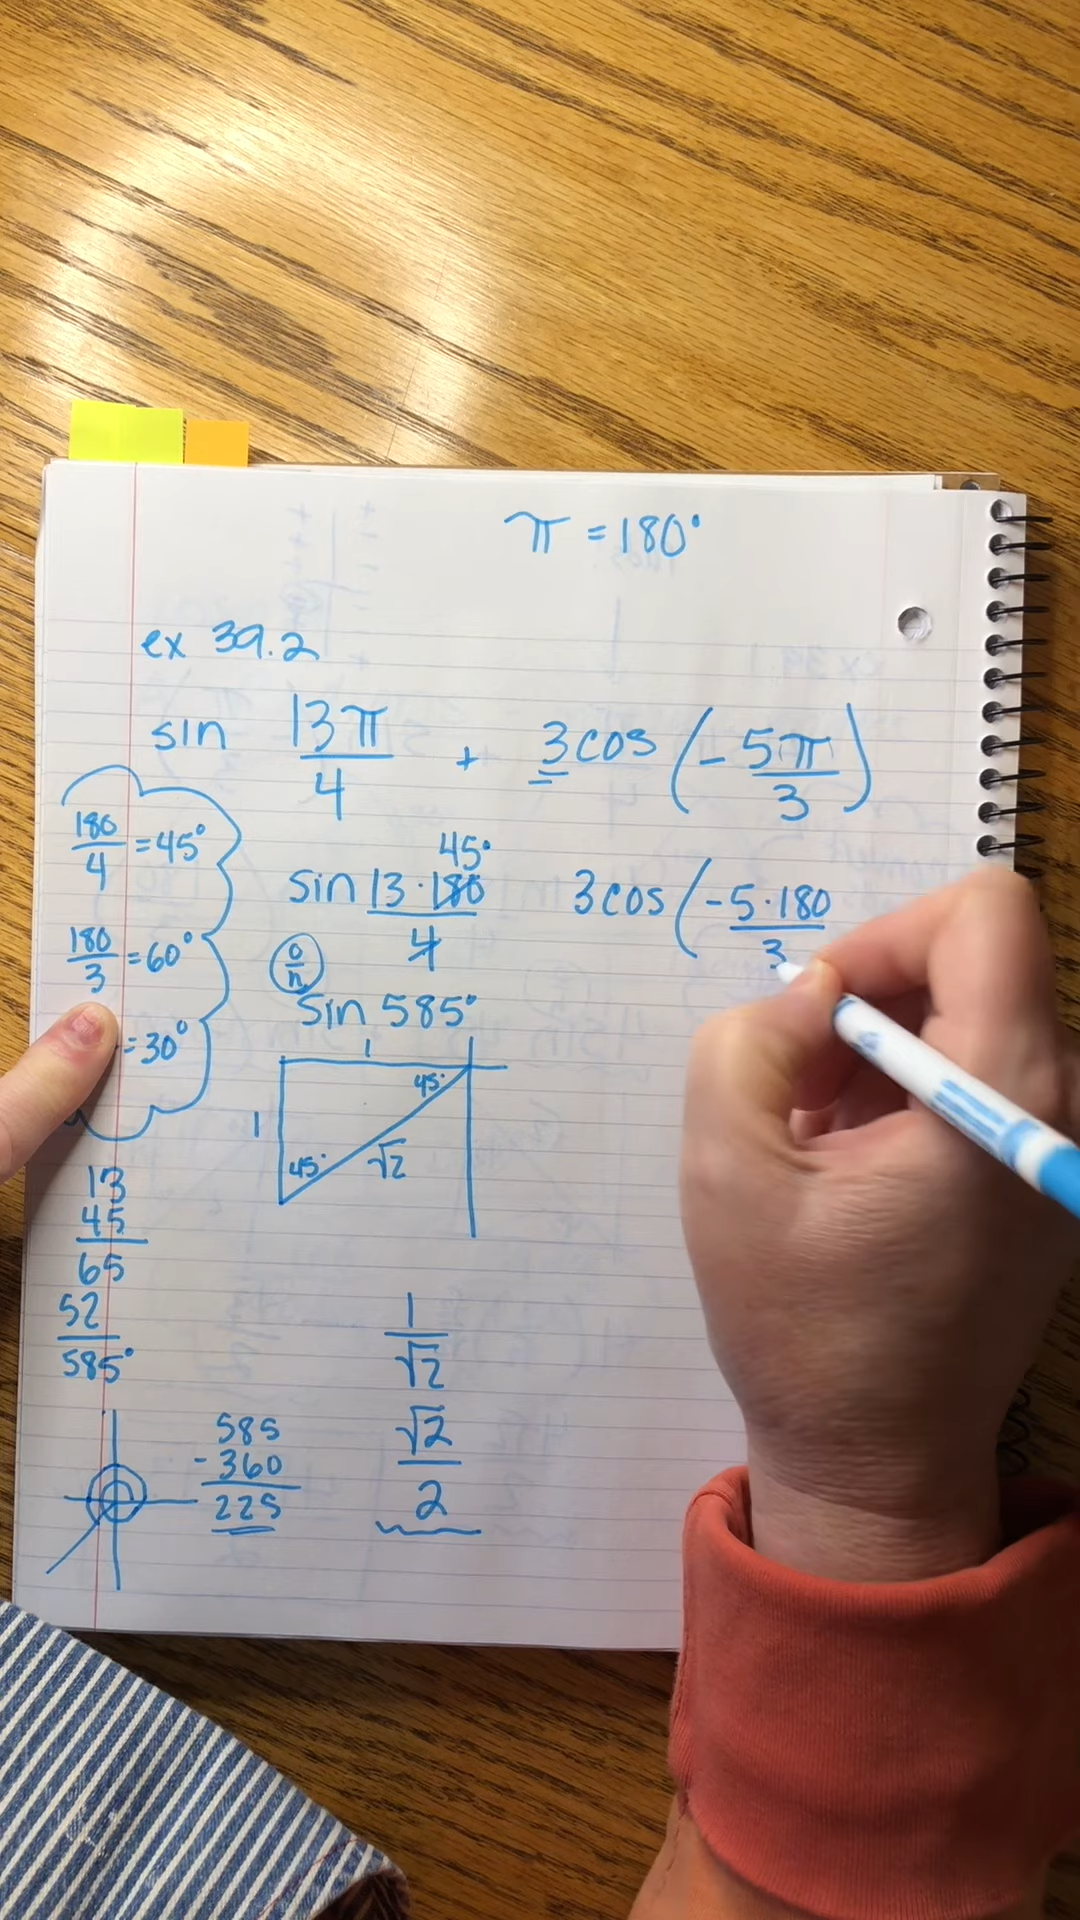 π = 180°
ex 39.2
sin 13π/4 + 3cos(-5π/3)
180/4 = 45°
180/3 = 60°
= 30°
45°
sin 13·180/4
3cos(-5·180/3
o/h
sin 585°
1
45°
1
45°
√2
13
45
65
52
585°
1/√2
√2/2
585
-360
225